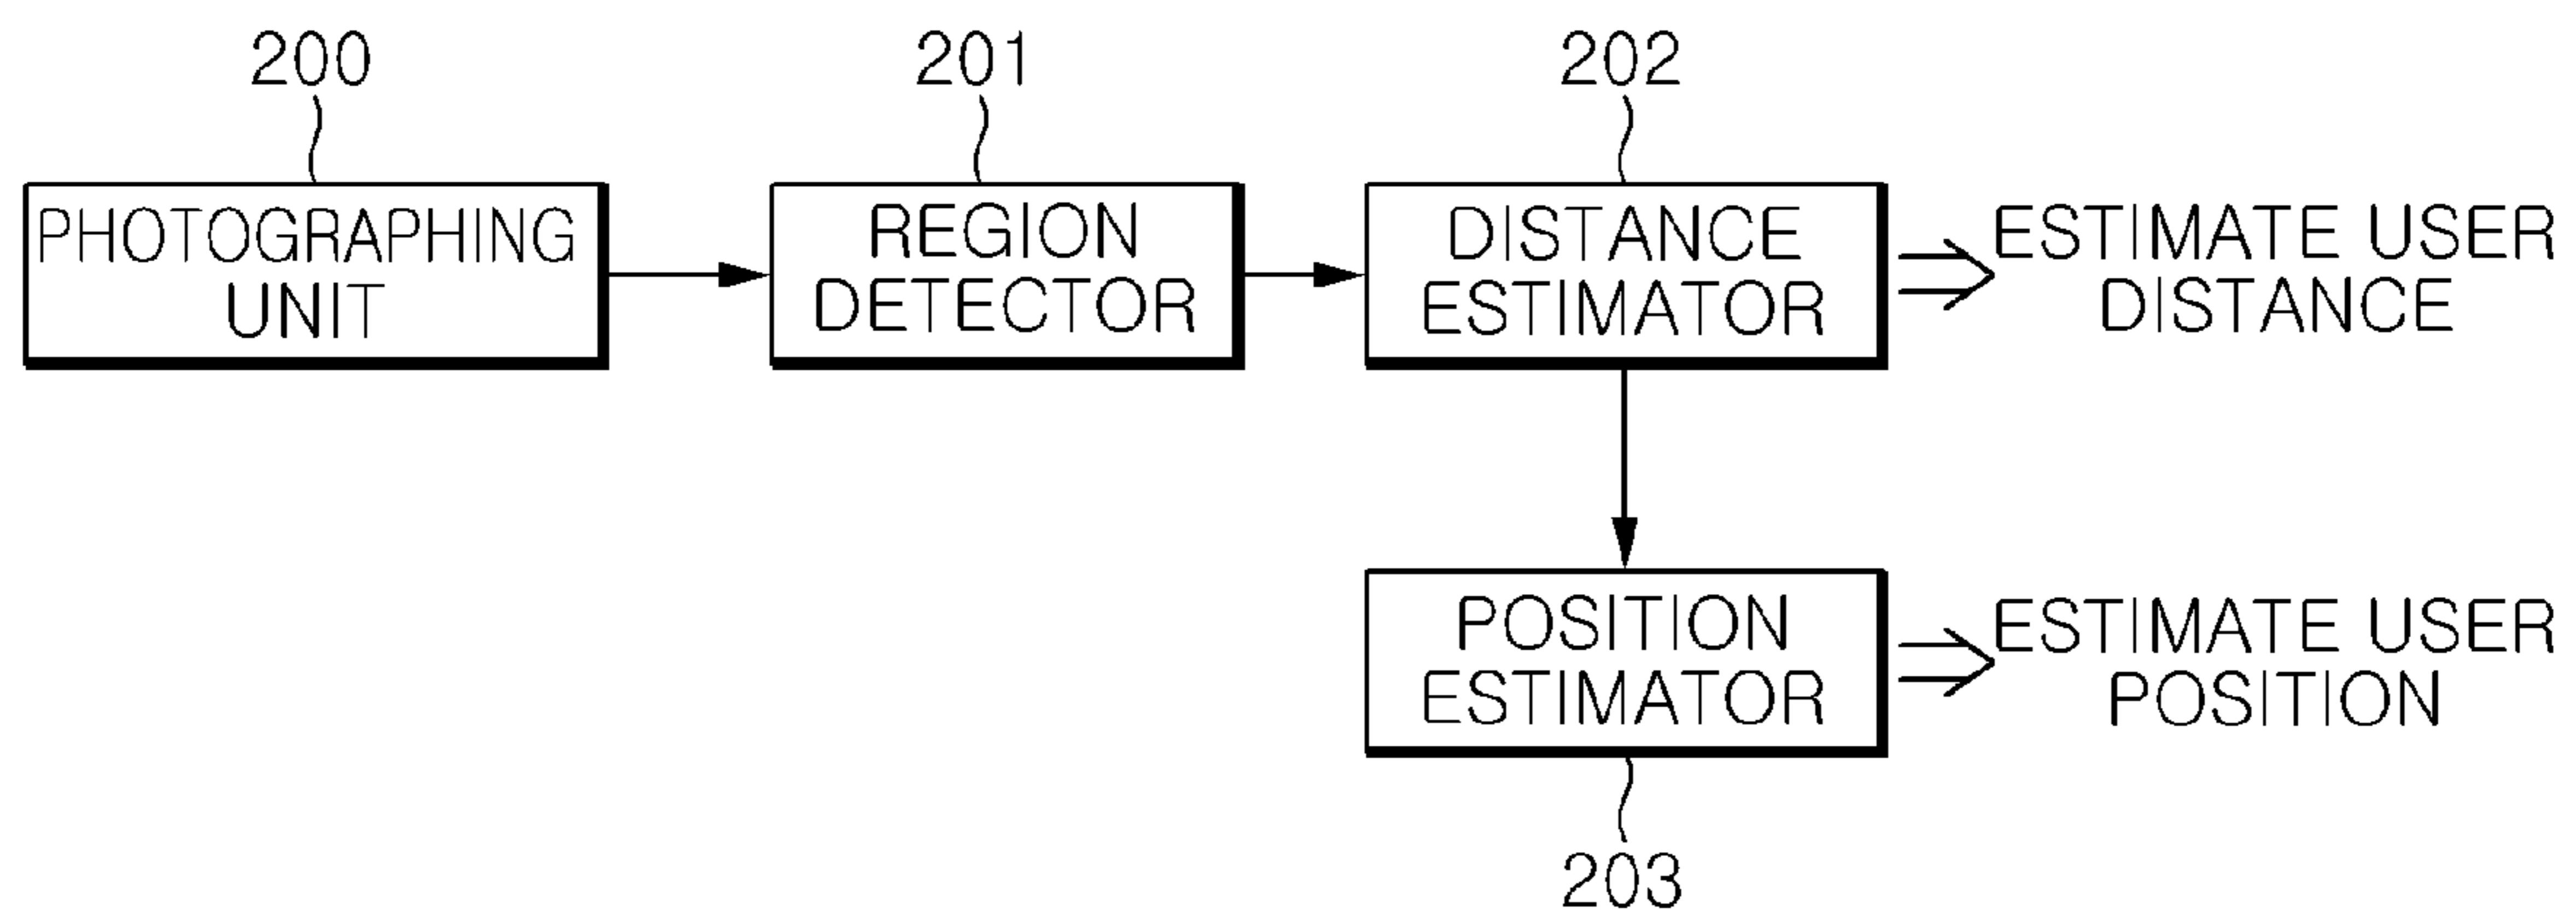 200
201
202
PHOTOGRAPHING
UNIT
REGION
DETECTOR
DISTANCE
ESTIMATOR
ESTIMATE USER
DISTANCE
POSITION
ESTIMATOR
ESTIMATE USER
POSITION
203